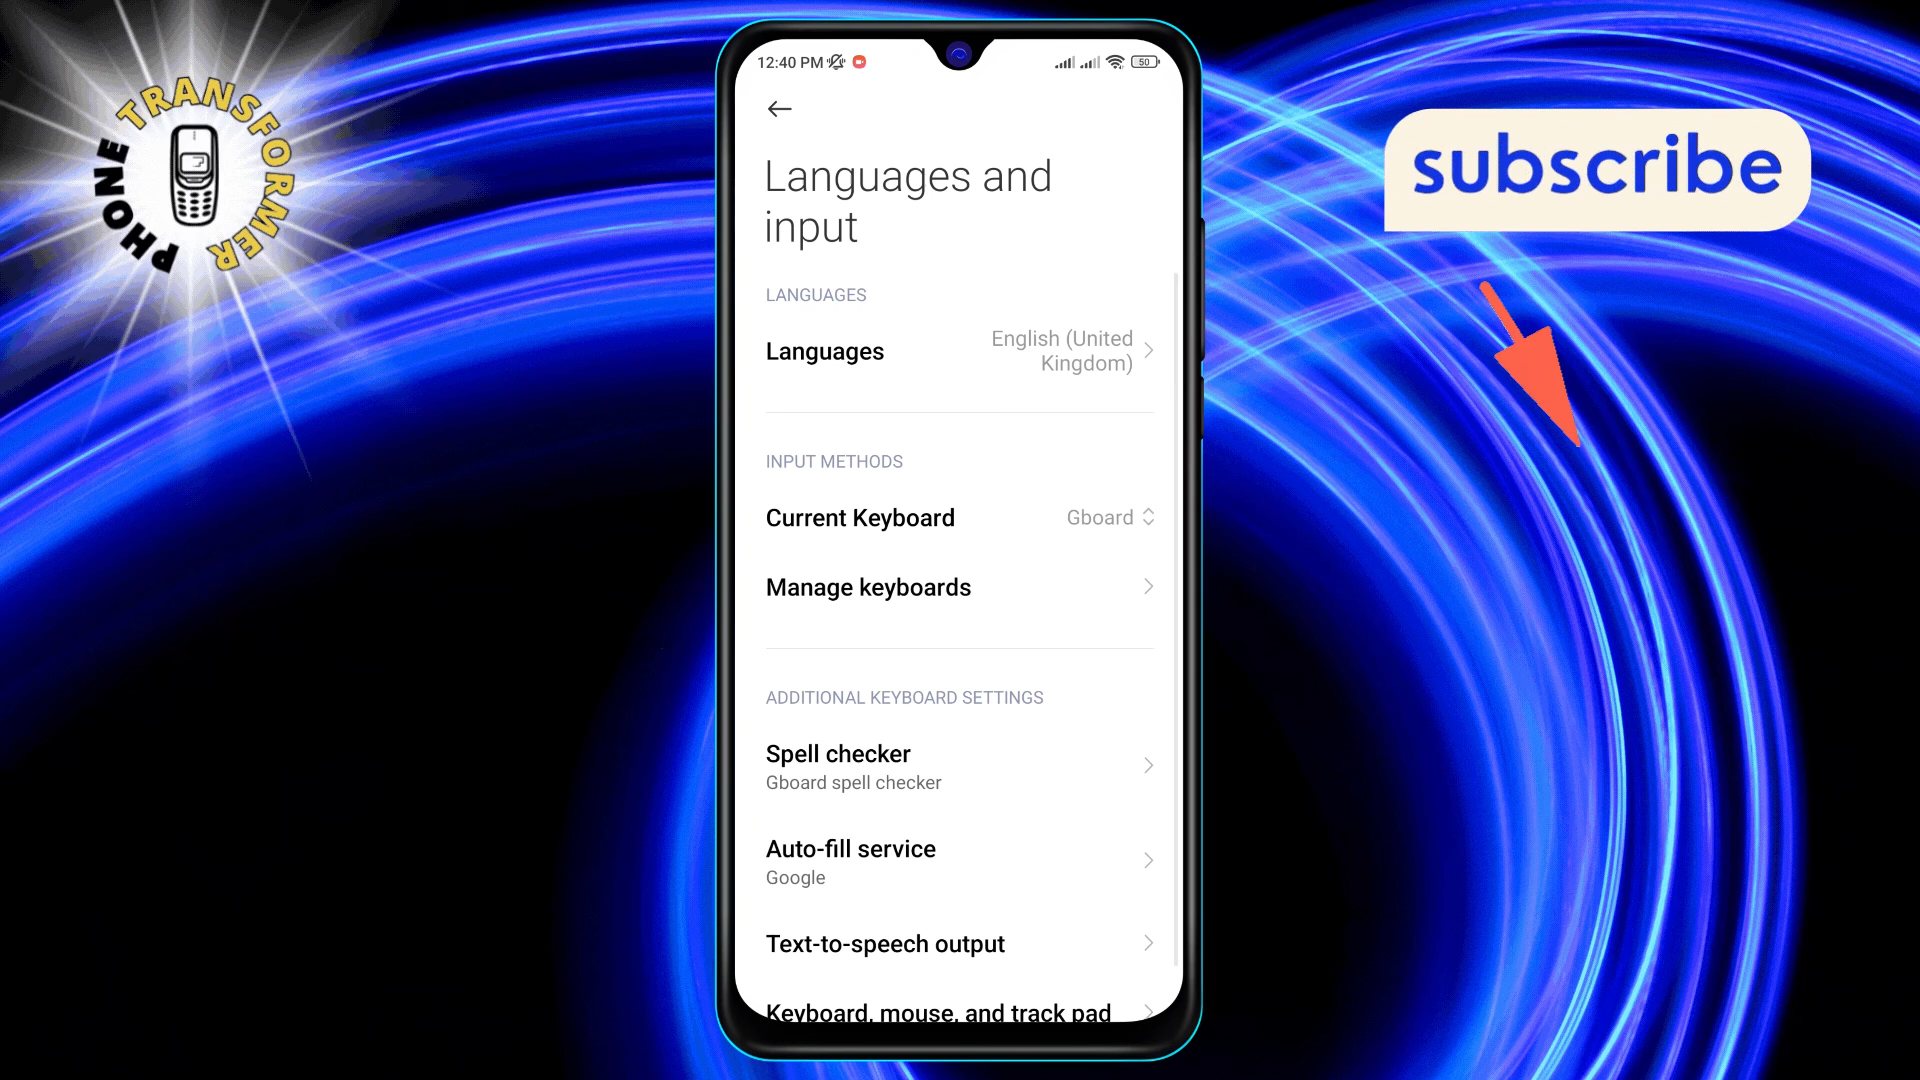 PHONE TRANSFORMER
subscribe
12:40 PM
50
Languages and
input
LANGUAGES
Languages
English (United
Kingdom)
INPUT METHODS
Current Keyboard
Gboard
Manage keyboards
ADDITIONAL KEYBOARD SETTINGS
Spell checker
Gboard spell checker
Auto-fill service
Google
Text-to-speech output
Keyboard, mouse, and track pad